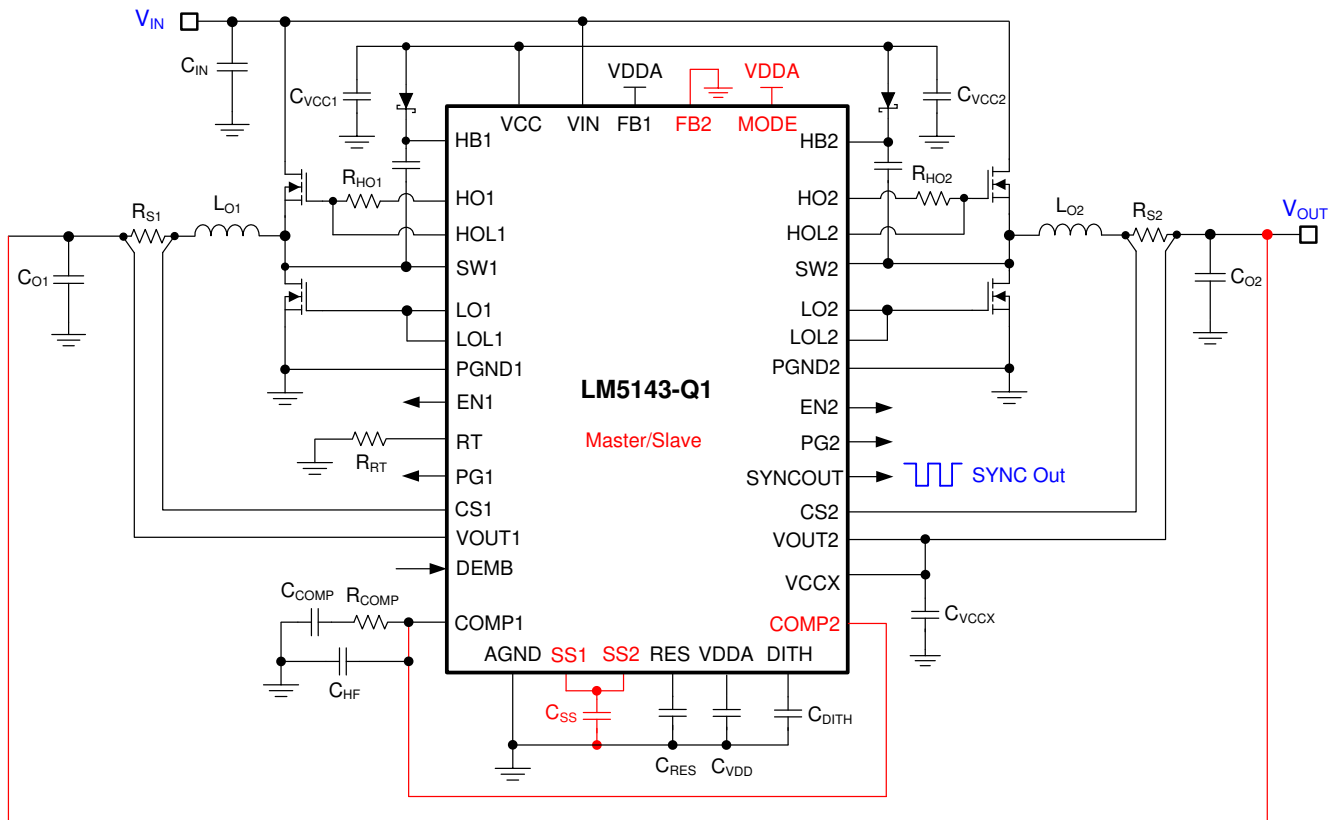 VIN
CIN
CVCC1
VDDA
VDDA
CVCC2
VCC
VIN
FB1
FB2
MODE
HB1
HB2
RHO1
HO1
HO2
RHO2
RS1
LO1
HOL1
HOL2
LO2
RS2
VOUT
SW1
SW2
CO1
CO2
LO1
LO2
LOL1
LOL2
PGND1
PGND2
LM5143-Q1
EN1
EN2
Master/Slave
RT
PG2
RRT
PG1
SYNCOUT
SYNC Out
CS1
CS2
VOUT1
VOUT2
DEMB
VCCX
CCOMP
RCOMP
COMP1
COMP2
CVCCX
AGND
SS1
SS2
RES
VDDA
DITH
CHF
CSS
CDITH
CRES
CVDD